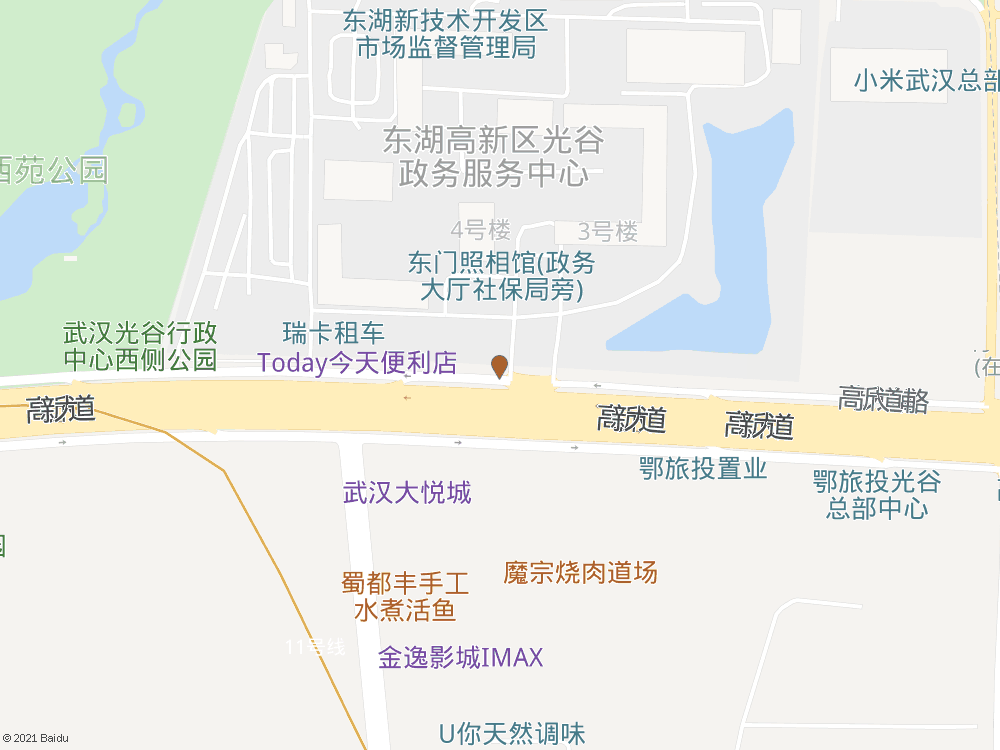 东湖新技术开发区
市场监督管理局
小米武汉总部
东湖高新区光谷
政务服务中心
西苑公园
4号楼
3号楼
东门照相馆(政务
大厅社保局旁)
武汉光谷行政
中心西侧公园
瑞卡租车
Today今天便利店
(在
高新大道
高新大道
高新大道
鄂旅投置业
鄂旅投光谷
总部中心
武汉大悦城
蜀都丰手工
水煮活鱼
魔宗烧肉道场
11号线
金逸影城IMAX
U你天然调味
© 2021 Baidu